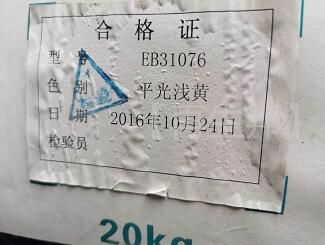 合格证
型号 EB31076
色别 平光浅黄
日期 2016年10月24日
检验员
20kg